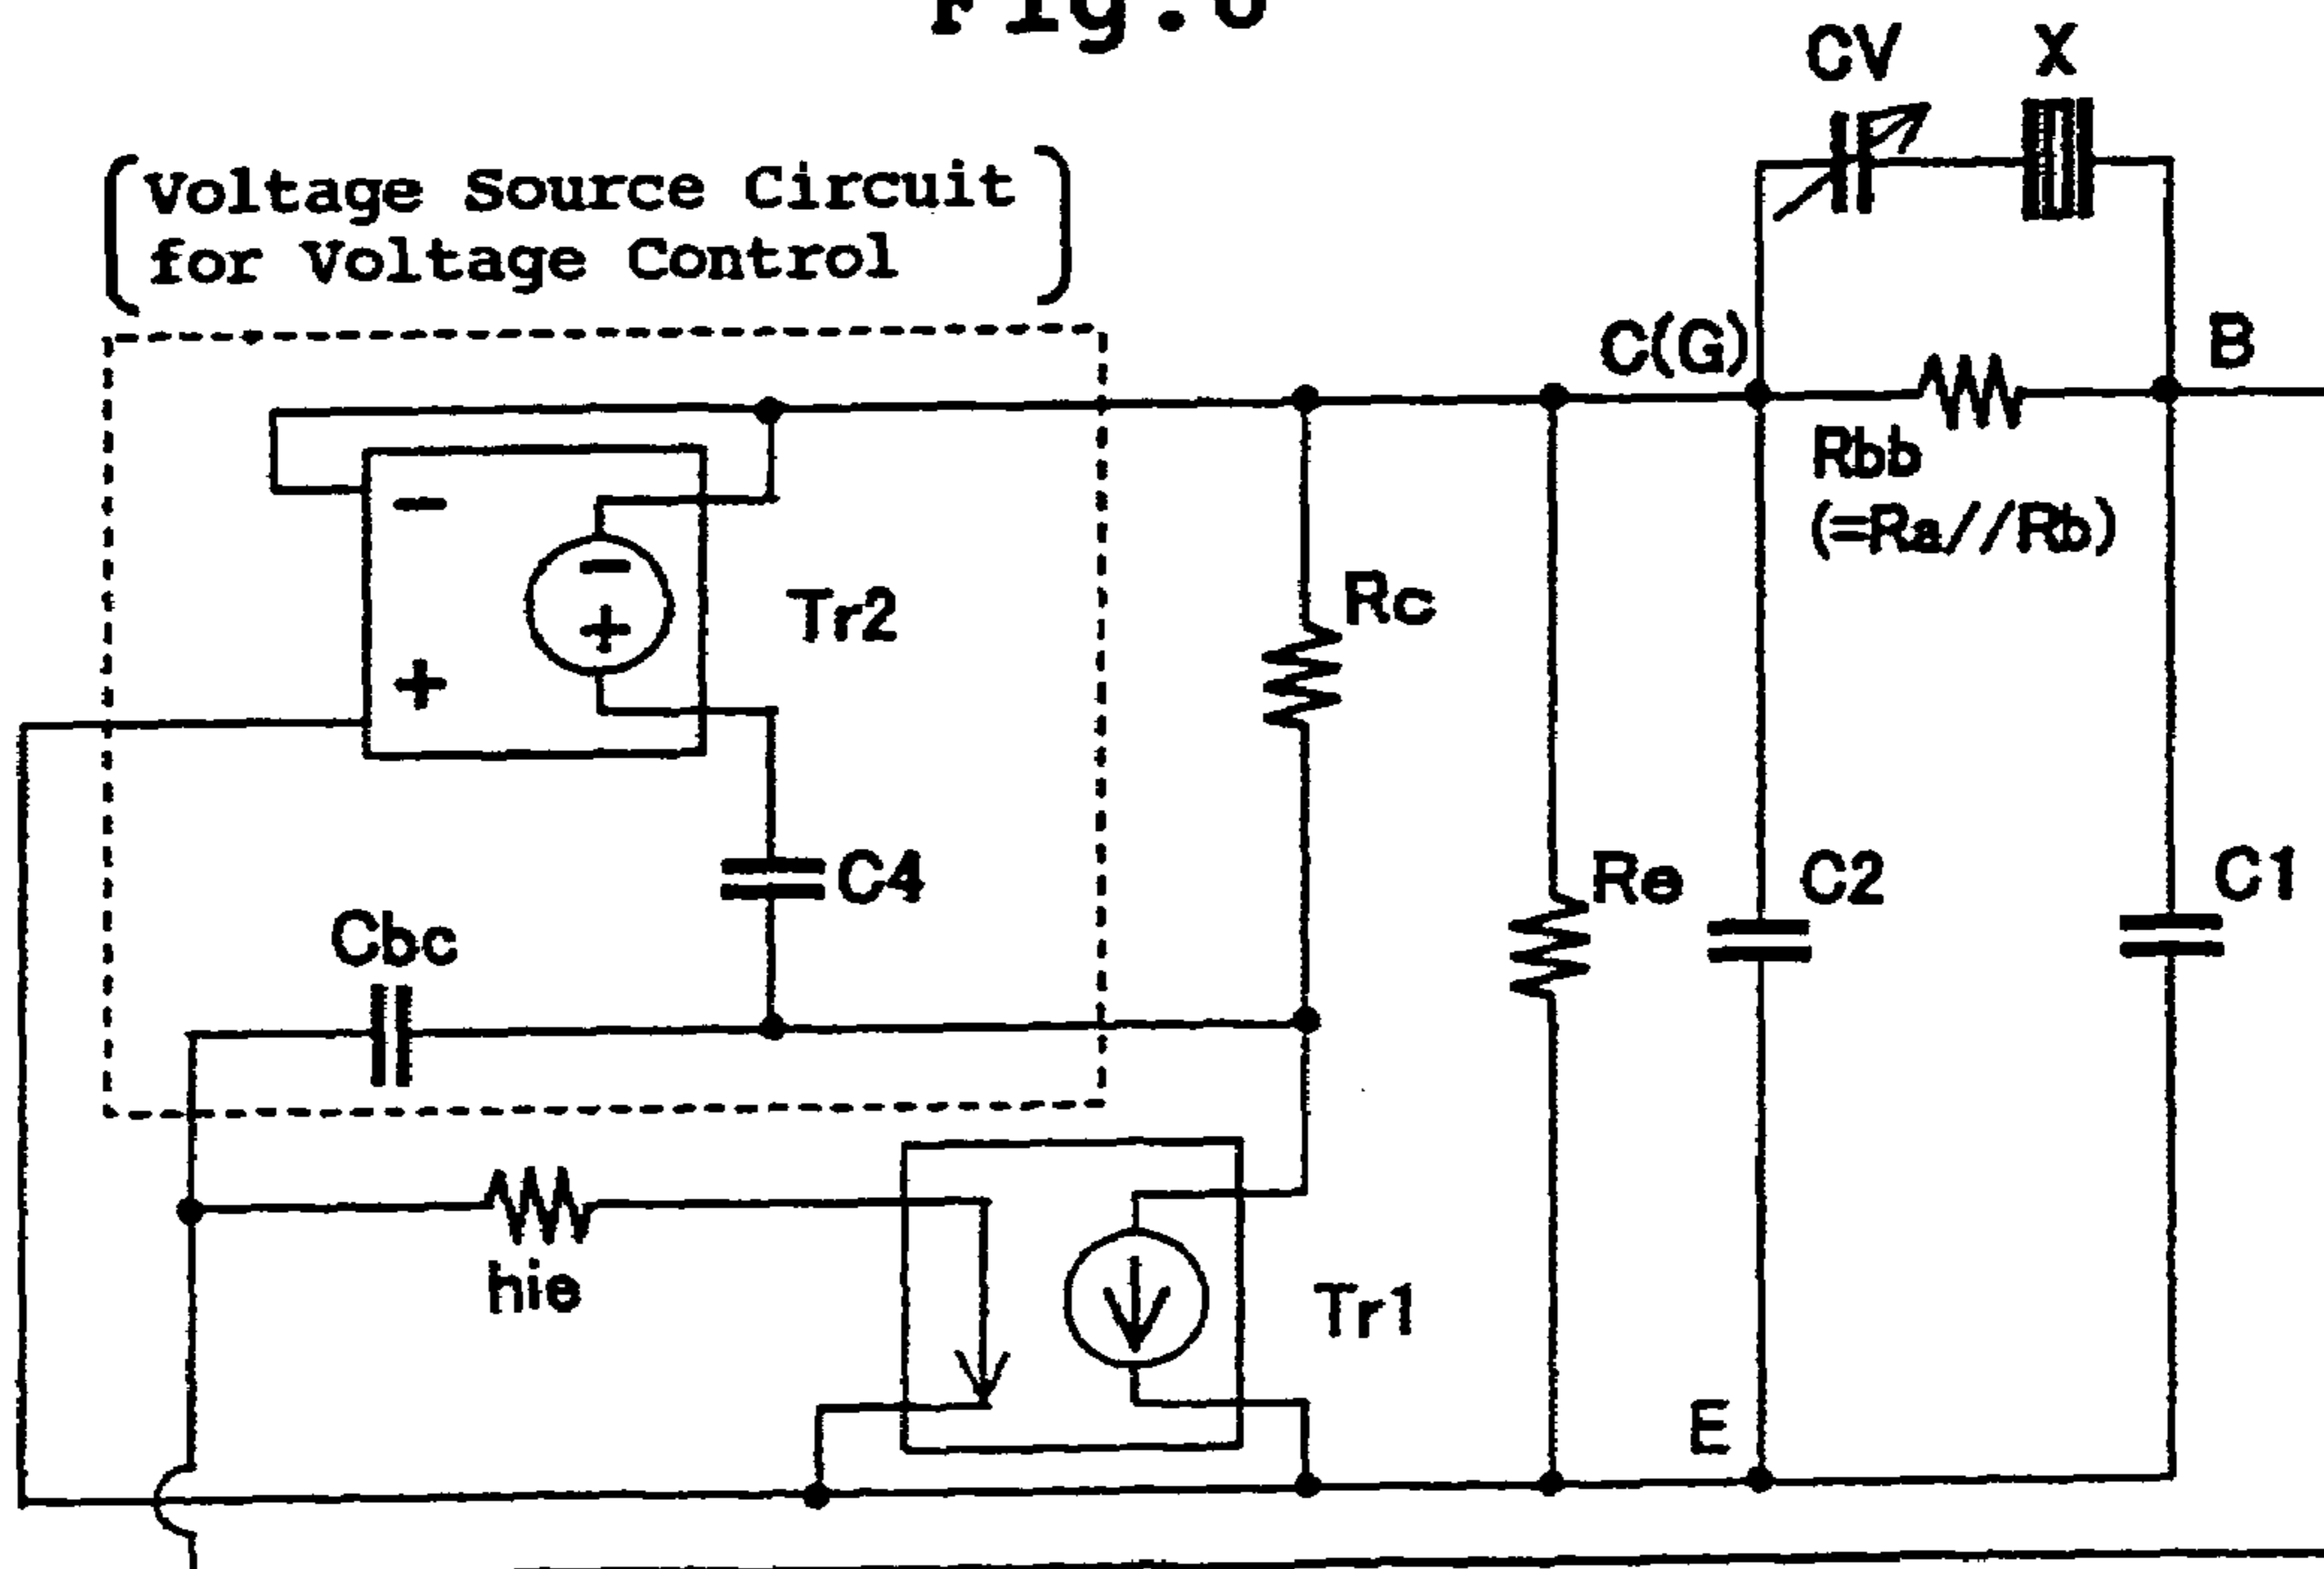 CV X
Voltage Source Circuit
for Voltage Control
C(G)
B
Rbb
(=Ra//Rb)
−
−
+
Tr2
Rc
+
C4
Re
C2
C1
Cbc
hie
Tr1
E